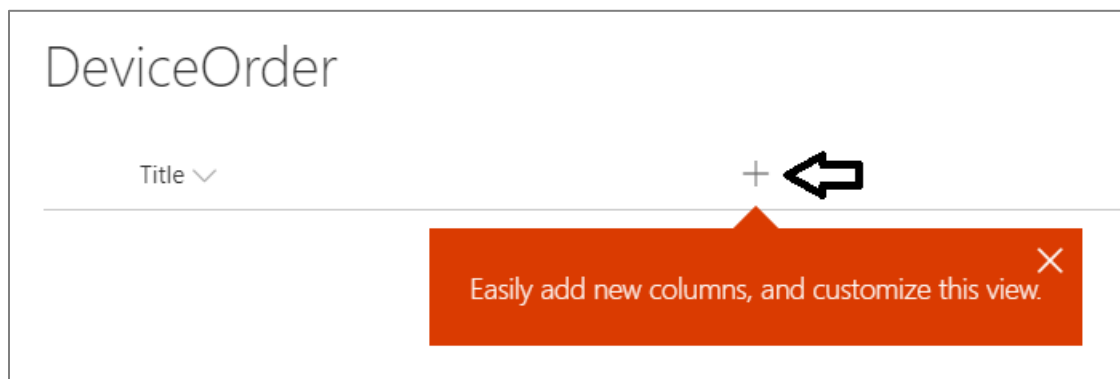 DeviceOrder
Title
Easily add new columns, and customize this view.